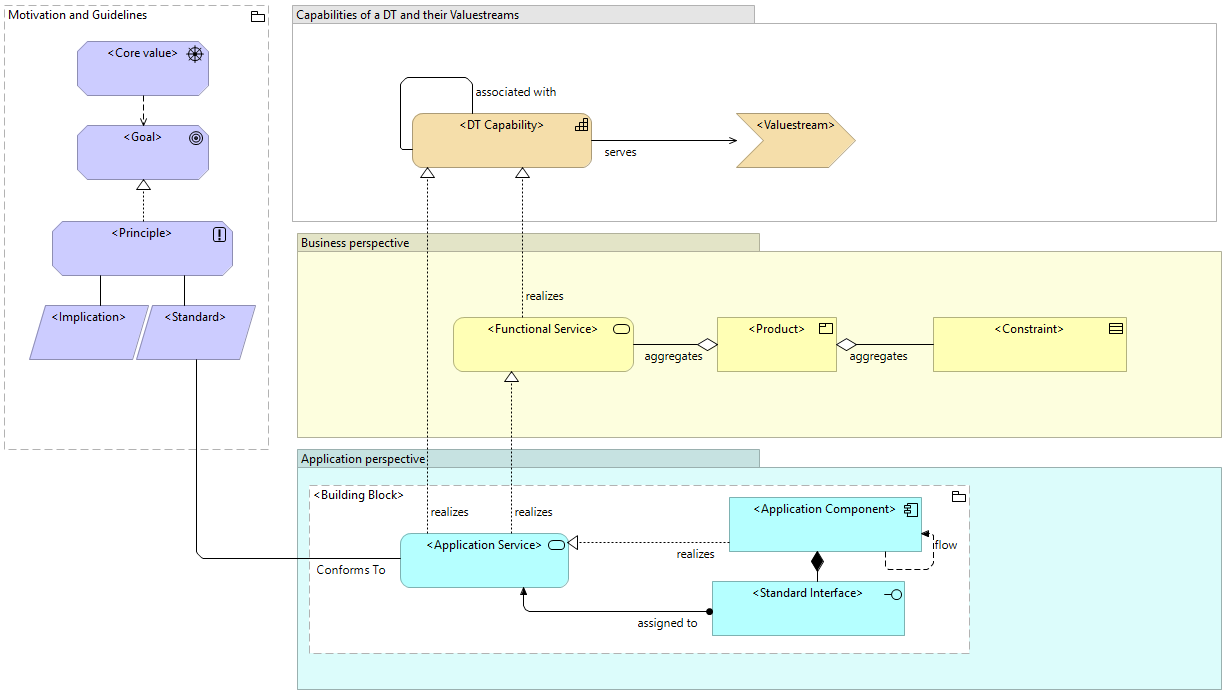 Motivation and Guidelines
<Core value>
<Goal>
<Principle>
<Implication>
<Standard>
Capabilities of a DT and their Valuestreams
associated with
<DT Capability>
serves
<Valuestream>
Business perspective
realizes
<Functional Service>
aggregates
<Product>
aggregates
<Constraint>
Application perspective
<Building Block>
realizes
realizes
<Application Service>
Conforms To
realizes
<Application Component>
flow
<Standard Interface>
assigned to